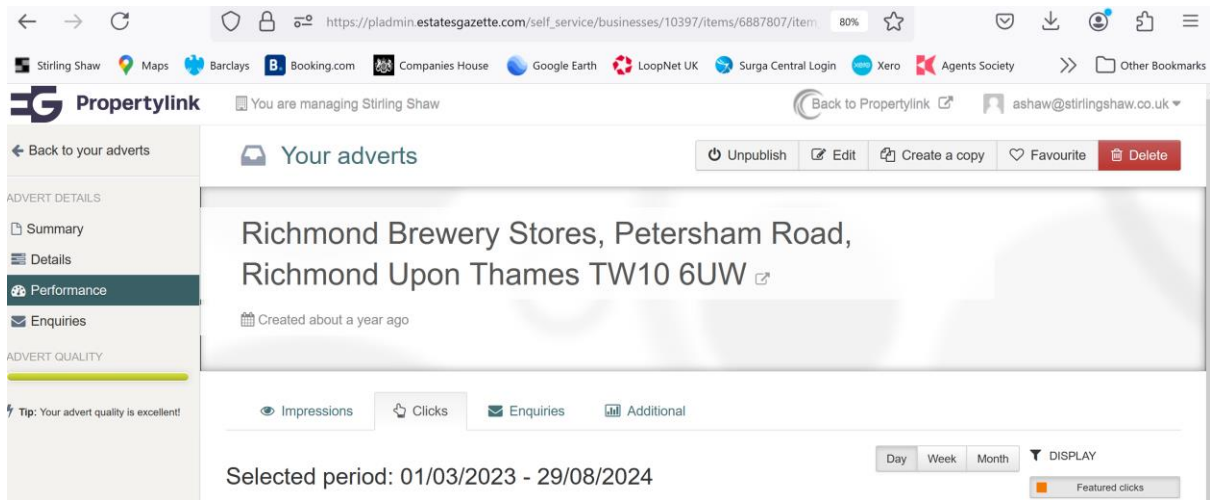 https://pladmin.estatesgazette.com/self_service/businesses/10397/items/6887807/item 80%
Stirling Shaw Maps Barclays B. Booking.com Companies House Google Earth LoopNet UK Surga Central Login xero Xero Agents Society Other Bookmarks
EG Propertylink You are managing Stirling Shaw Back to Propertylink ashaw@stirlingshaw.co.uk
Back to your adverts
Your adverts Unpublish Edit Create a copy Favourite Delete
ADVERT DETAILS
Summary
Details
Performance
Enquiries
ADVERT QUALITY
Tip: Your advert quality is excellent!
Richmond Brewery Stores, Petersham Road,
Richmond Upon Thames TW10 6UW
Created about a year ago
Impressions Clicks Enquiries Additional
Day Week Month DISPLAY
Selected period: 01/03/2023 - 29/08/2024
Featured clicks